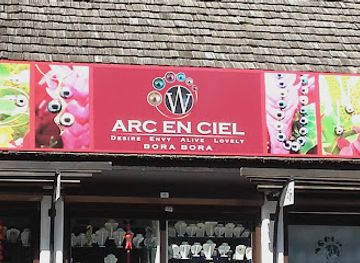 W
ARC EN CIEL
DESIRE ENVY ALIVE LOVELY
BORA BORA